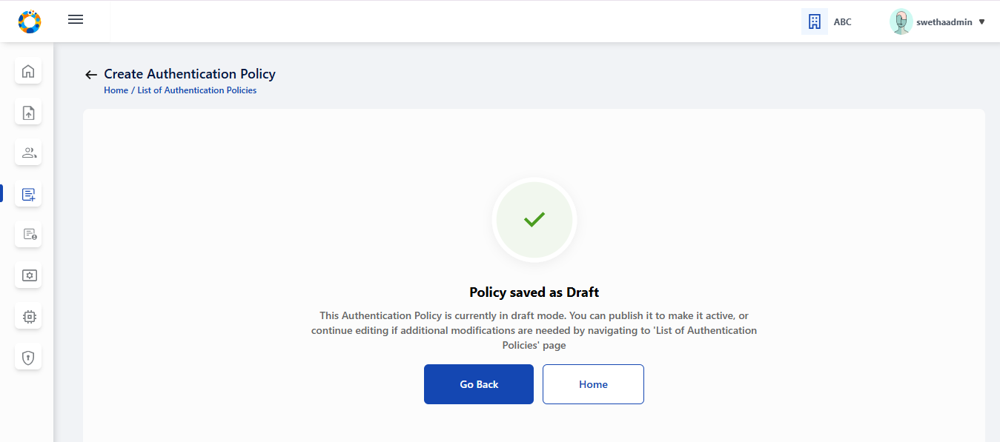 ABC
swethaadmin ▼
Create Authentication Policy
Home / List of Authentication Policies
Policy saved as Draft
This Authentication Policy is currently in draft mode. You can publish it to make it active, or
continue editing if additional modifications are needed by navigating to 'List of Authentication
Policies' page
Go Back
Home